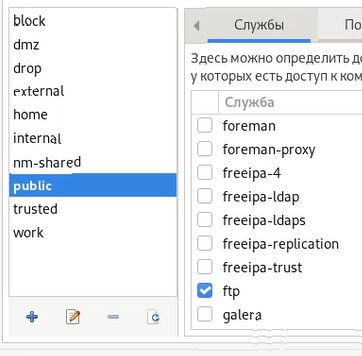 block
dmz
drop
external
home
internal
nm-shared
public
trusted
work
Службы
По
Здесь можно определить д
у которых есть доступ к ком
Служба
foreman
foreman-proxy
freeipa-4
freeipa-ldap
freeipa-ldaps
freeipa-replication
freeipa-trust
ftp
galera